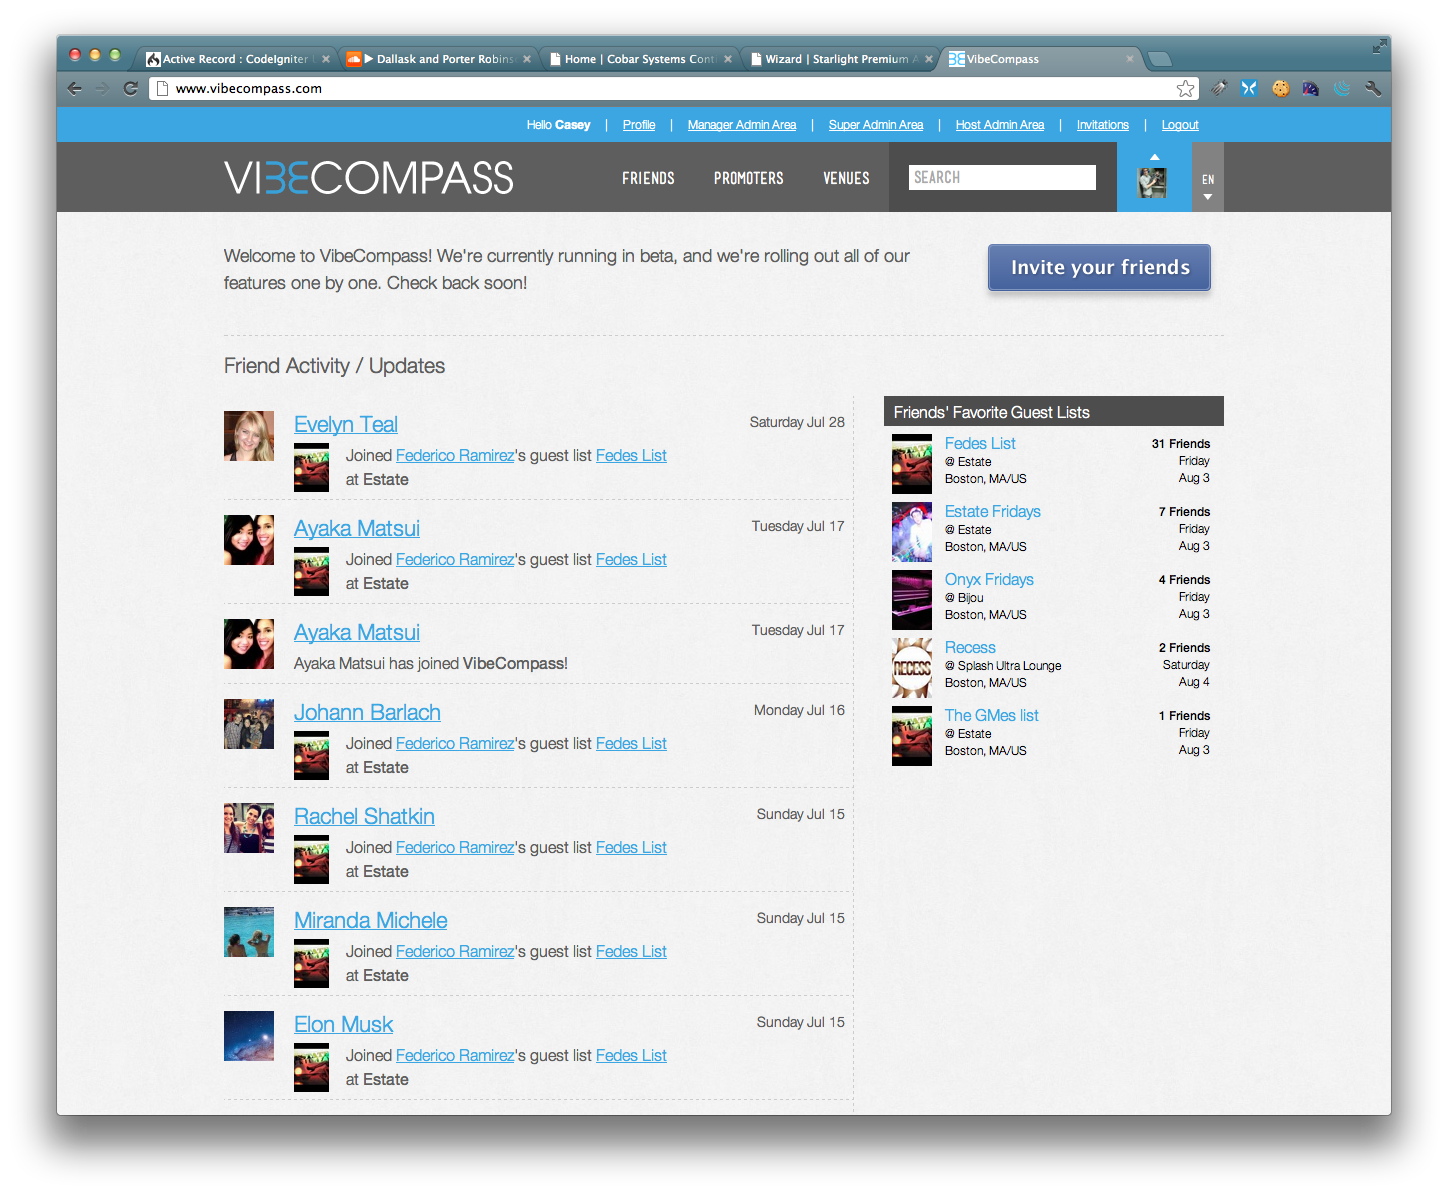 Active Record : CodeIgniter
Dallask and Porter Robins
Home | Cobar Systems Cont
Wizard | Starlight Premium A
VibeCompass
www.vibecompass.com
Hello Casey | Profile | Manager Admin Area | Super Admin Area | Host Admin Area | Invitations | Logout
VIBECOMPASS
FRIENDS PROMOTERS VENUES SEARCH EN
Welcome to VibeCompass! We're currently running in beta, and we're rolling out all of our
features one by one. Check back soon!
Invite your friends
Friend Activity / Updates
Evelyn Teal Saturday Jul 28
Joined Federico Ramirez's guest list Fedes List
at Estate
Ayaka Matsui Tuesday Jul 17
Joined Federico Ramirez's guest list Fedes List
at Estate
Ayaka Matsui Tuesday Jul 17
Ayaka Matsui has joined VibeCompass!
Johann Barlach Monday Jul 16
Joined Federico Ramirez's guest list Fedes List
at Estate
Rachel Shatkin Sunday Jul 15
Joined Federico Ramirez's guest list Fedes List
at Estate
Miranda Michele Sunday Jul 15
Joined Federico Ramirez's guest list Fedes List
at Estate
Elon Musk Sunday Jul 15
Joined Federico Ramirez's guest list Fedes List
at Estate
Friends' Favorite Guest Lists
Fedes List 31 Friends
@ Estate Friday
Boston, MA/US Aug 3
Estate Fridays 7 Friends
@ Estate Friday
Boston, MA/US Aug 3
Onyx Fridays 4 Friends
@ Bijou Friday
Boston, MA/US Aug 3
RECESS
Recess 2 Friends
@ Splash Ultra Lounge Saturday
Boston, MA/US Aug 4
The GMes list 1 Friends
@ Estate Friday
Boston, MA/US Aug 3